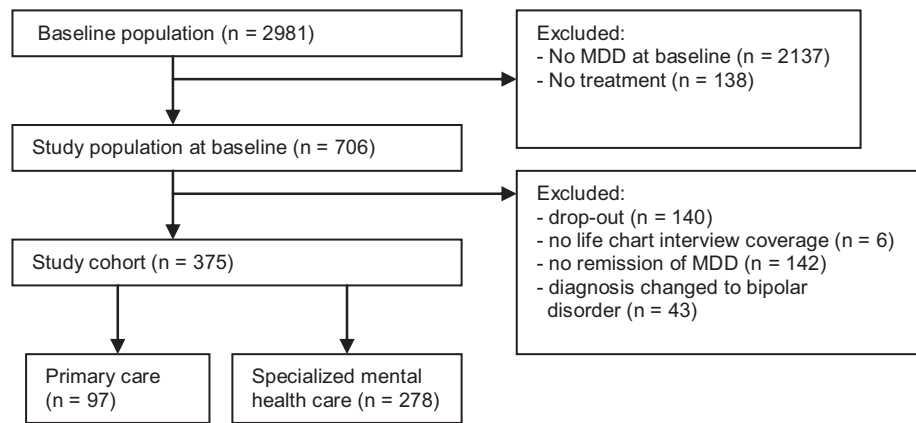 Baseline population (n = 2981)
Excluded:
- No MDD at baseline (n = 2137)
- No treatment (n = 138)
Study population at baseline (n = 706)
Excluded:
- drop-out (n = 140)
- no life chart interview coverage (n = 6)
- no remission of MDD (n = 142)
- diagnosis changed to bipolar
disorder (n = 43)
Study cohort (n = 375)
Primary care
(n = 97)
Specialized mental
health care (n = 278)